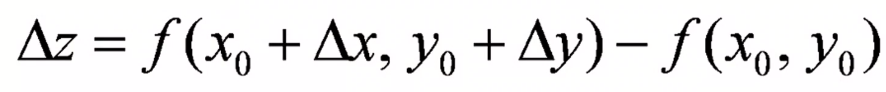 Δz = f(x₀ + Δx, y₀ + Δy) − f(x₀, y₀)